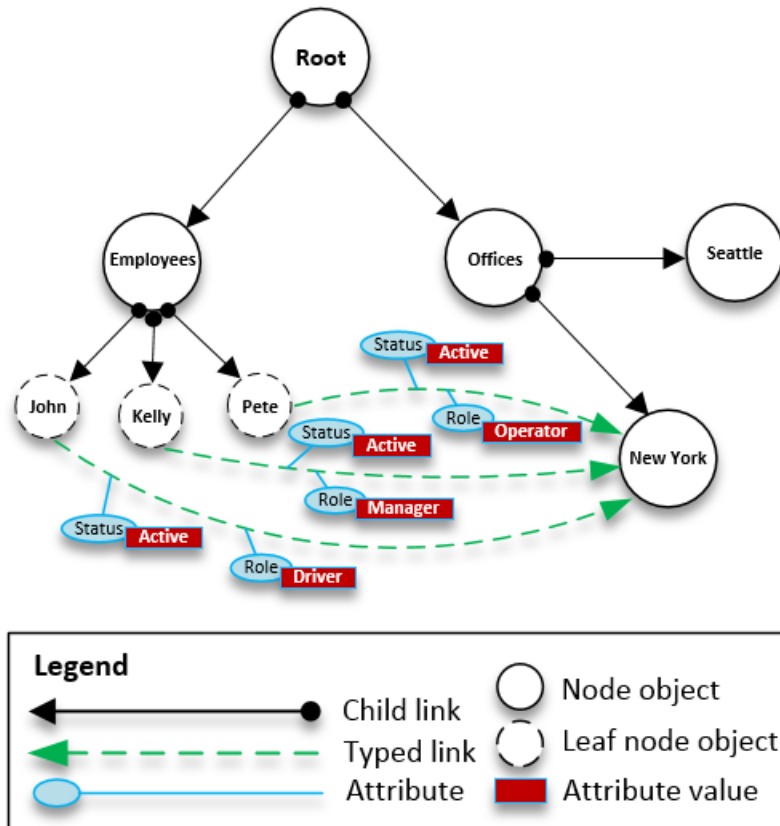 Root
Employees
Offices
Seattle
Status
Active
John
Kelly
Pete
Role
Operator
Status
Active
New York
Role
Manager
Status
Active
Role
Driver
Legend
Child link
Node object
Typed link
Leaf node object
Attribute
Attribute value